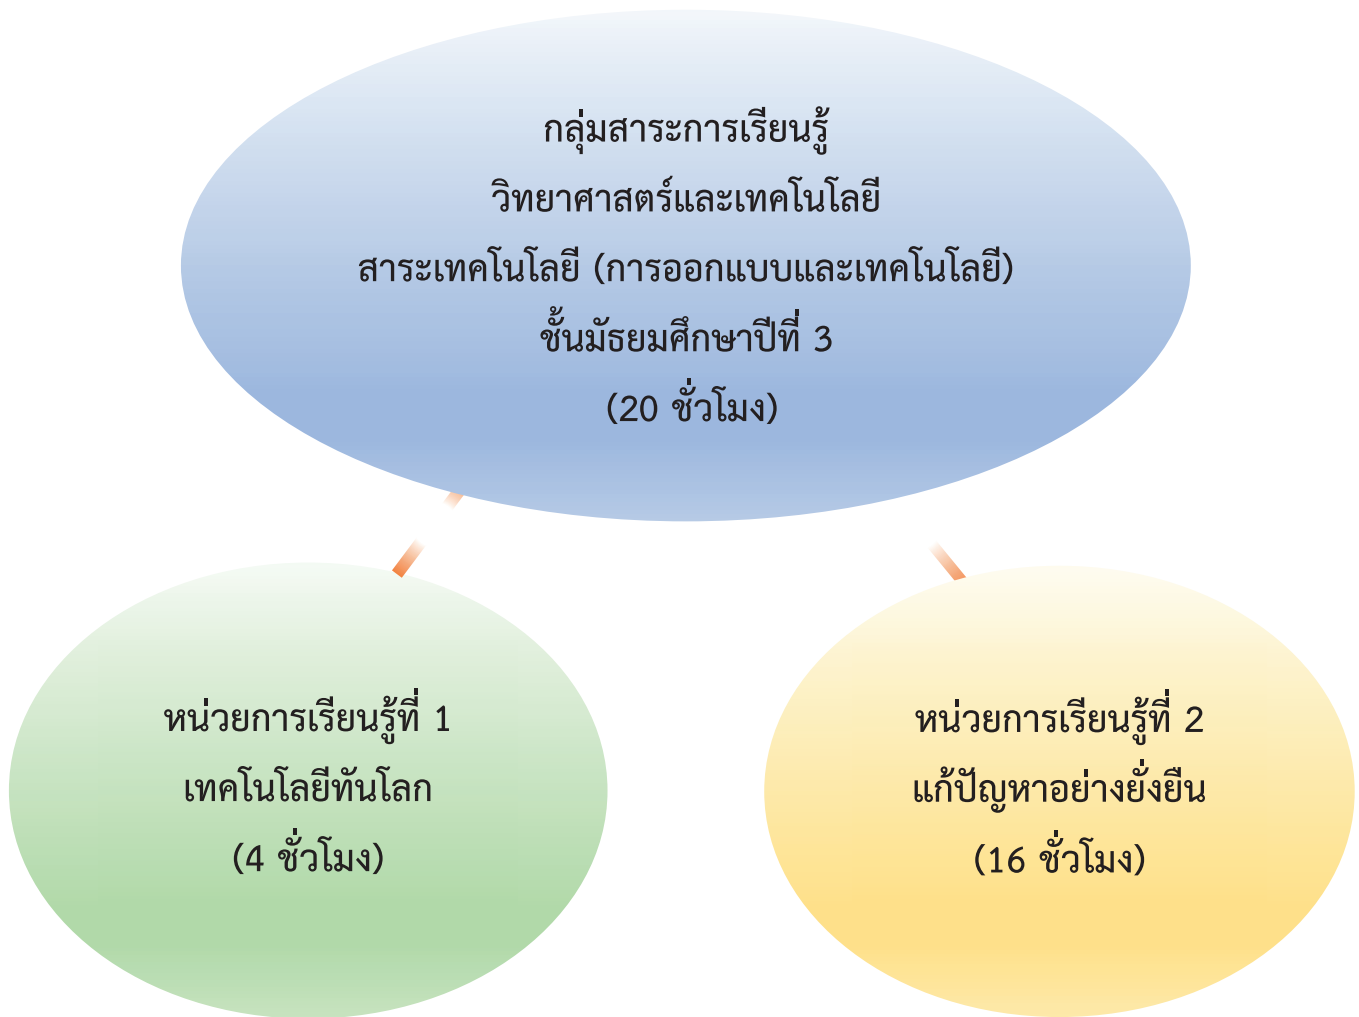 กลุ่มสาระการเรียนรู้
วิทยาศาสตร์และเทคโนโลยี
สาระเทคโนโลยี (การออกแบบและเทคโนโลยี)
ชั้นมัธยมศึกษาปีที่ 3
(20 ชั่วโมง)
หน่วยการเรียนรู้ที่ 1
เทคโนโลยีทันโลก
(4 ชั่วโมง)
หน่วยการเรียนรู้ที่ 2
แก้ปัญหาอย่างยั่งยืน
(16 ชั่วโมง)